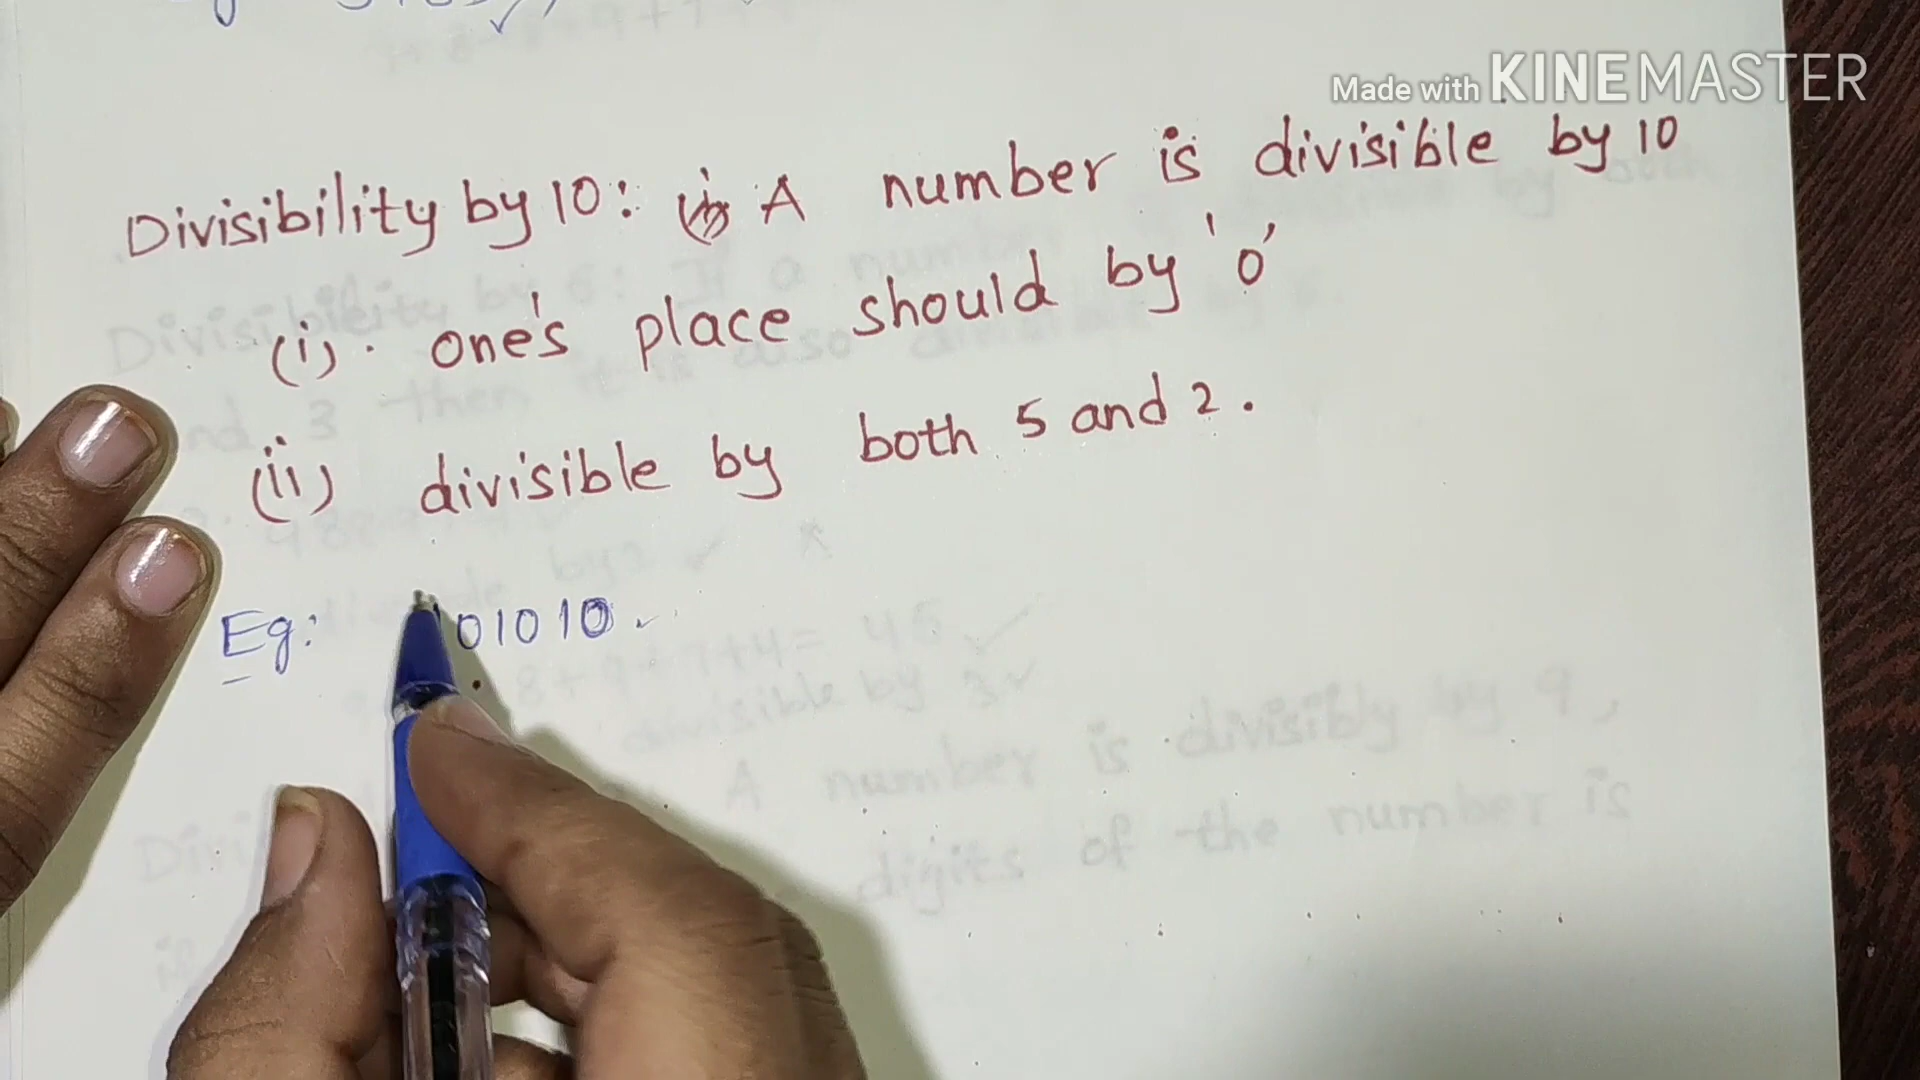 Made with KINEMASTER
Divisibility by 10: A number is divisible by 10
(i). one's place should by '0'
(ii) divisible by both 5 and 2.
Eg: 101010.